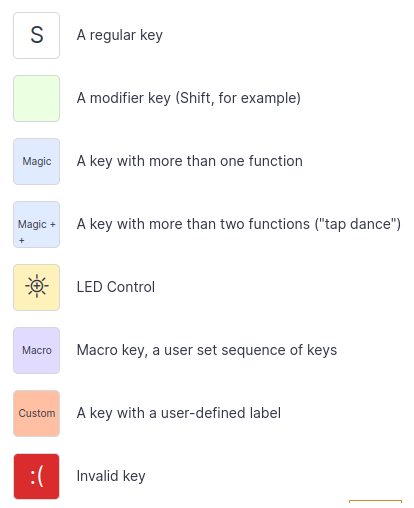 S A regular key
A modifier key (Shift, for example)
Magic A key with more than one function
Magic + + A key with more than two functions ("tap dance")
LED Control
Macro Macro key, a user set sequence of keys
Custom A key with a user-defined label
:( Invalid key